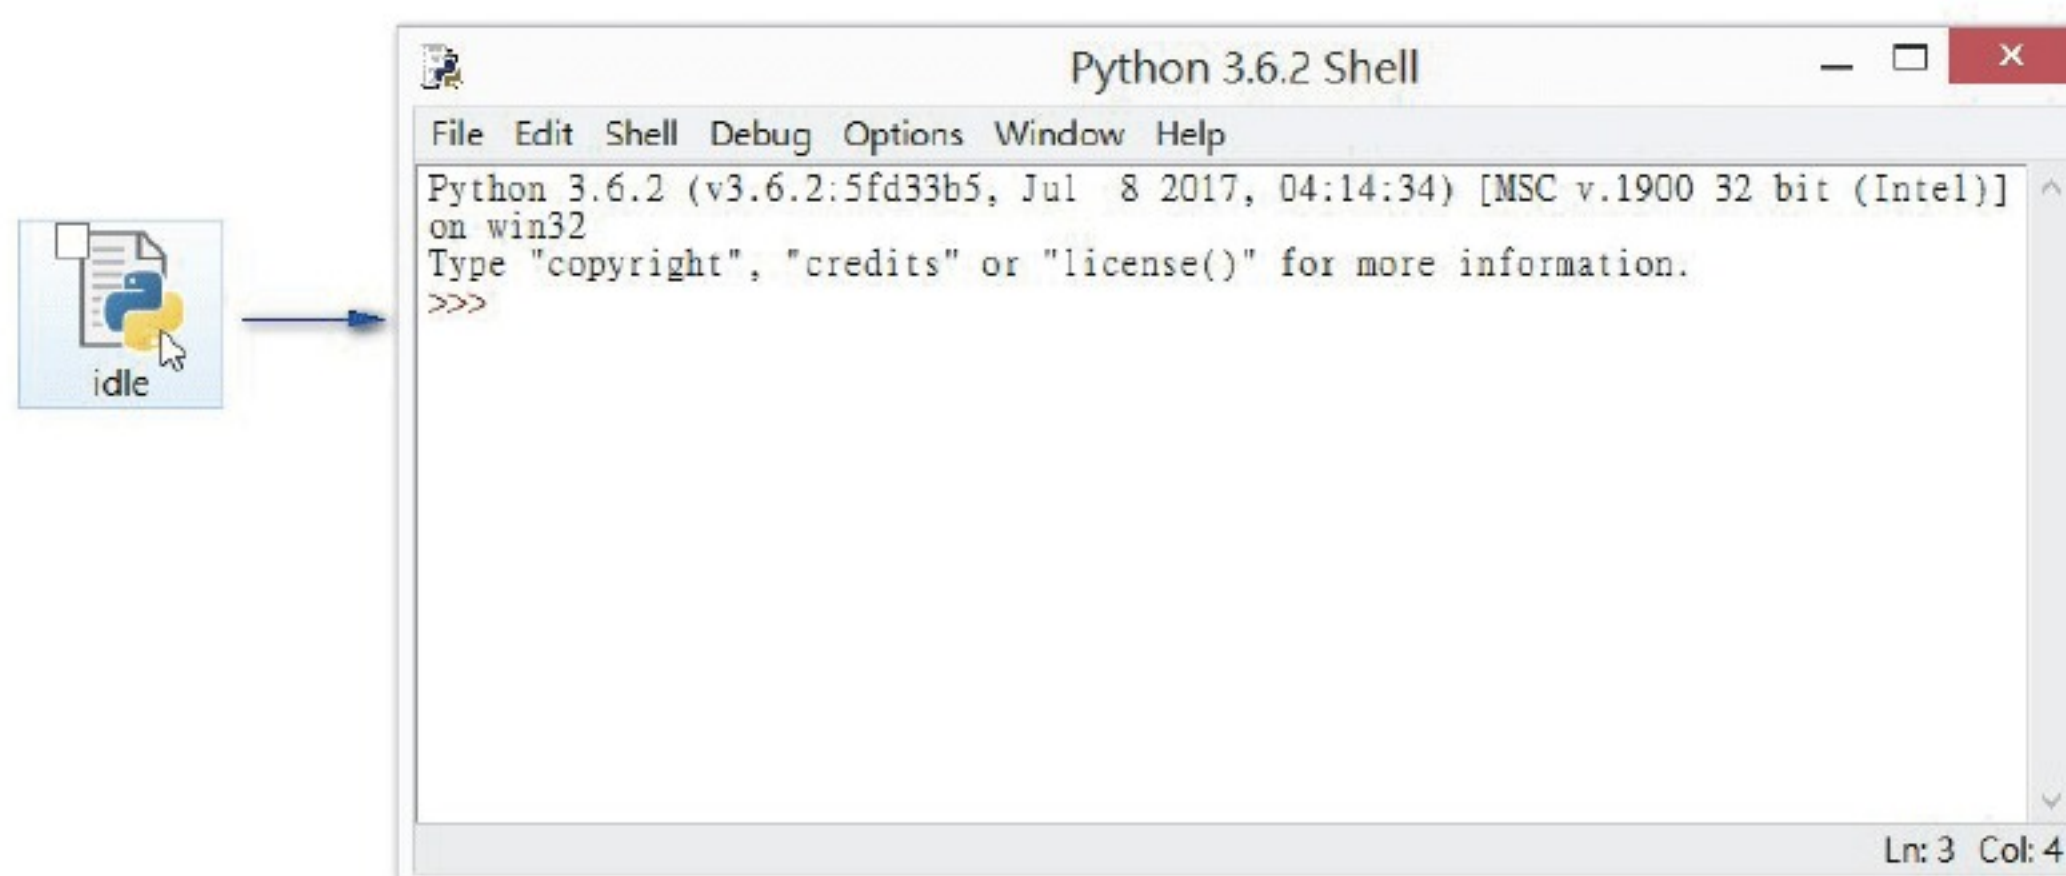 idle
Python 3.6.2 Shell
File Edit Shell Debug Options Window Help
Python 3.6.2 (v3.6.2:5fd33b5, Jul  8 2017, 04:14:34) [MSC v.1900 32 bit (Intel)]
on win32
Type "copyright", "credits" or "license()" for more information.
>>>
Ln: 3 Col: 4